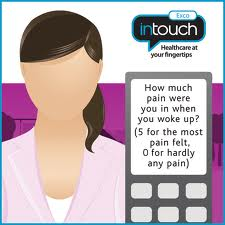 Exco
intouch
Healthcare at
your fingertips
How much
pain were
you in when
you woke up?
(5 for the most
pain felt,
0 for hardly
any pain)